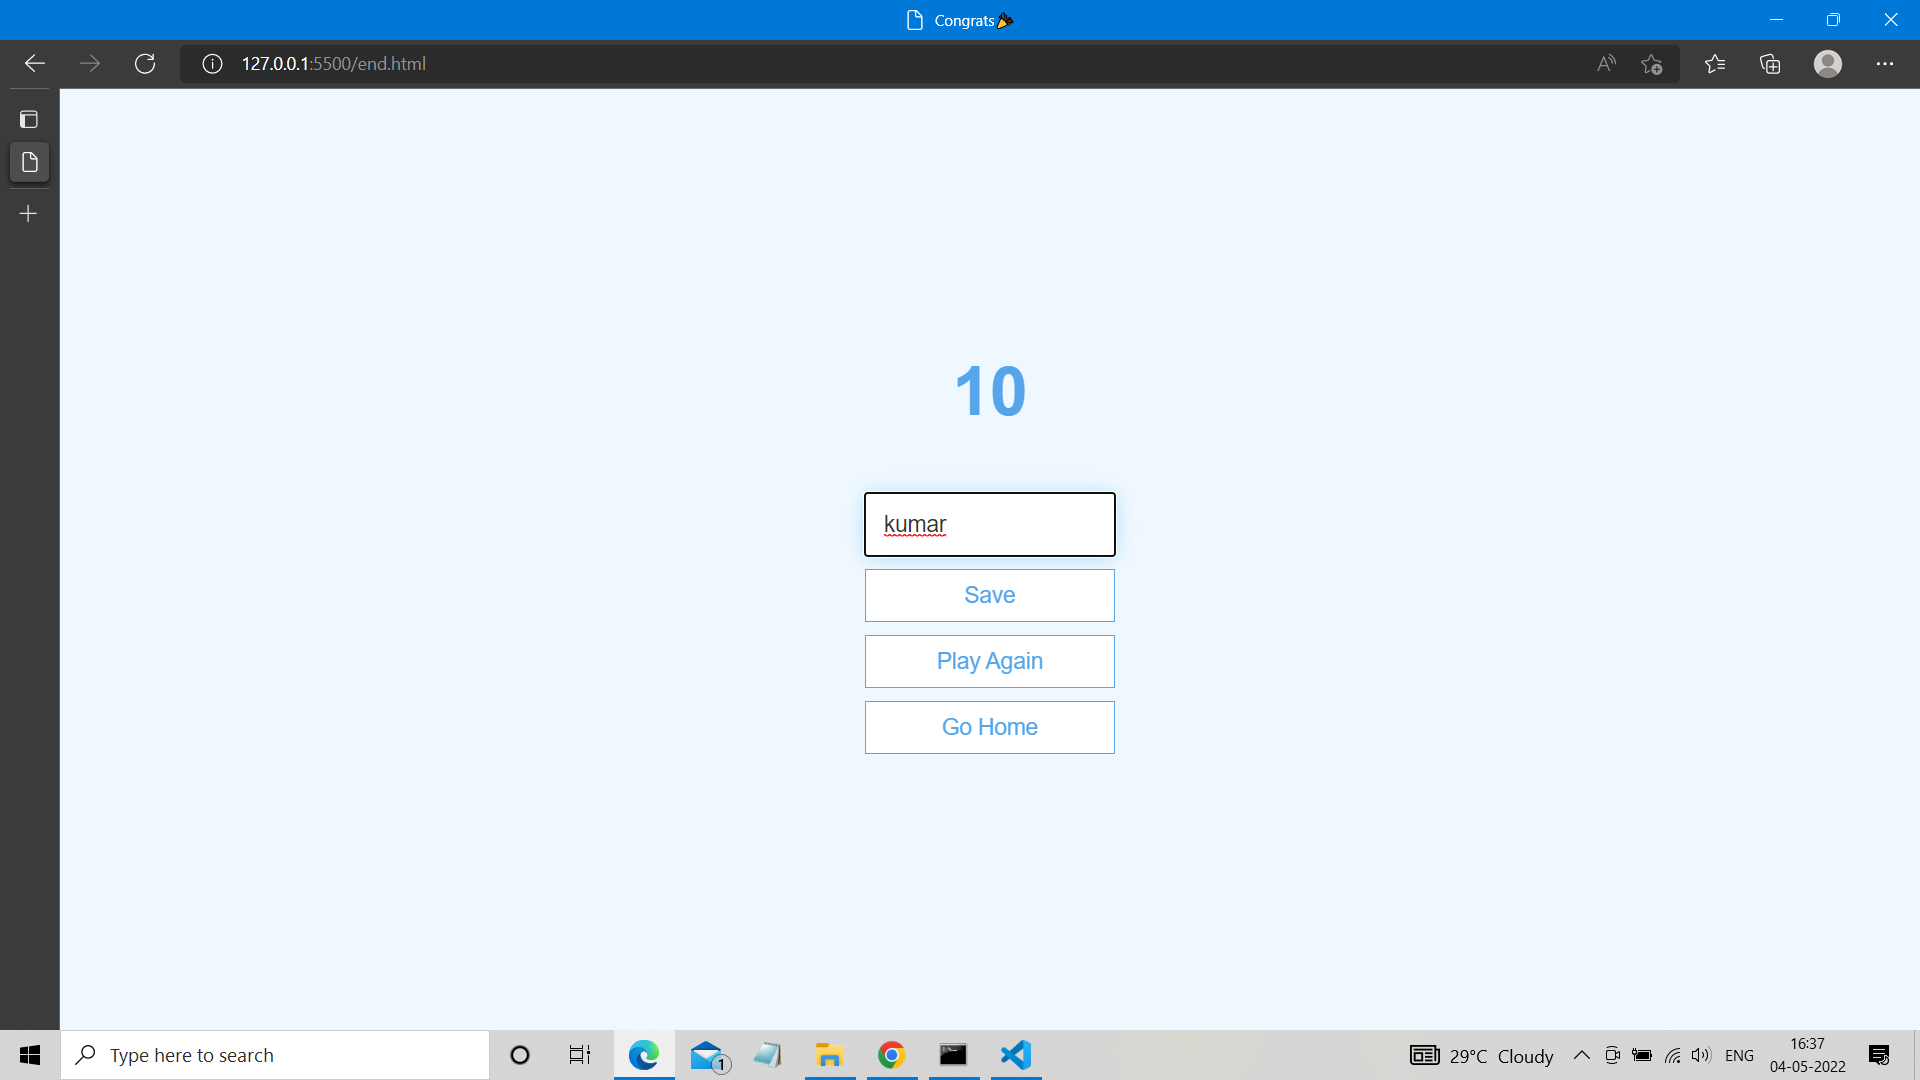 Congrats🎉
127.0.0.1:5500/end.html
10
kumar
Save
Play Again
Go Home
Type here to search
1
29°C Cloudy
ENG
16:37
04-05-2022
3